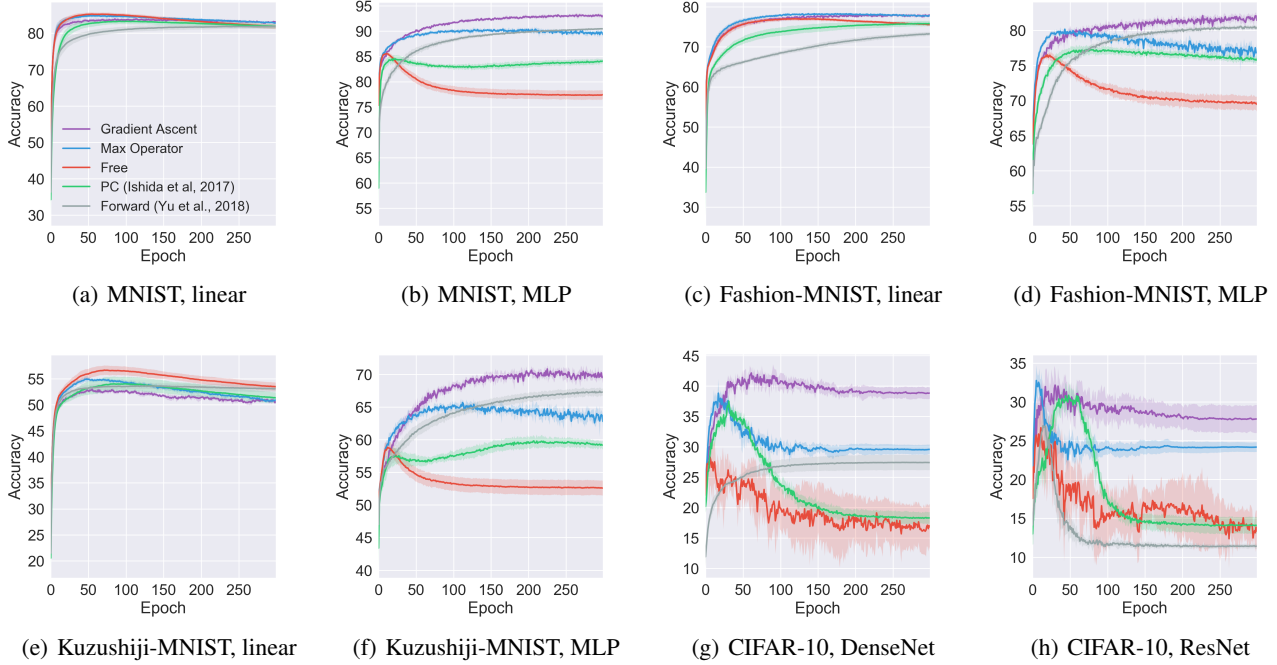 80
70
60
50
40
30
Accuracy
0 50 100 150 200 250
Epoch
Gradient Ascent
Max Operator
Free
PC (Ishida et al, 2017)
Forward (Yu et al., 2018)
(a) MNIST, linear
95
90
85
80
75
70
65
60
55
Accuracy
0 50 100 150 200 250
Epoch
(b) MNIST, MLP
80
70
60
50
40
30
Accuracy
0 50 100 150 200 250
Epoch
(c) Fashion-MNIST, linear
80
75
70
65
60
55
Accuracy
0 50 100 150 200 250
Epoch
(d) Fashion-MNIST, MLP
55
50
45
40
35
30
25
20
Accuracy
0 50 100 150 200 250
Epoch
(e) Kuzushiji-MNIST, linear
70
65
60
55
50
45
40
Accuracy
0 50 100 150 200 250
Epoch
(f) Kuzushiji-MNIST, MLP
45
40
35
30
25
20
15
10
Accuracy
0 50 100 150 200 250
Epoch
(g) CIFAR-10, DenseNet
35
30
25
20
15
10
Accuracy
0 50 100 150 200 250
Epoch
(h) CIFAR-10, ResNet